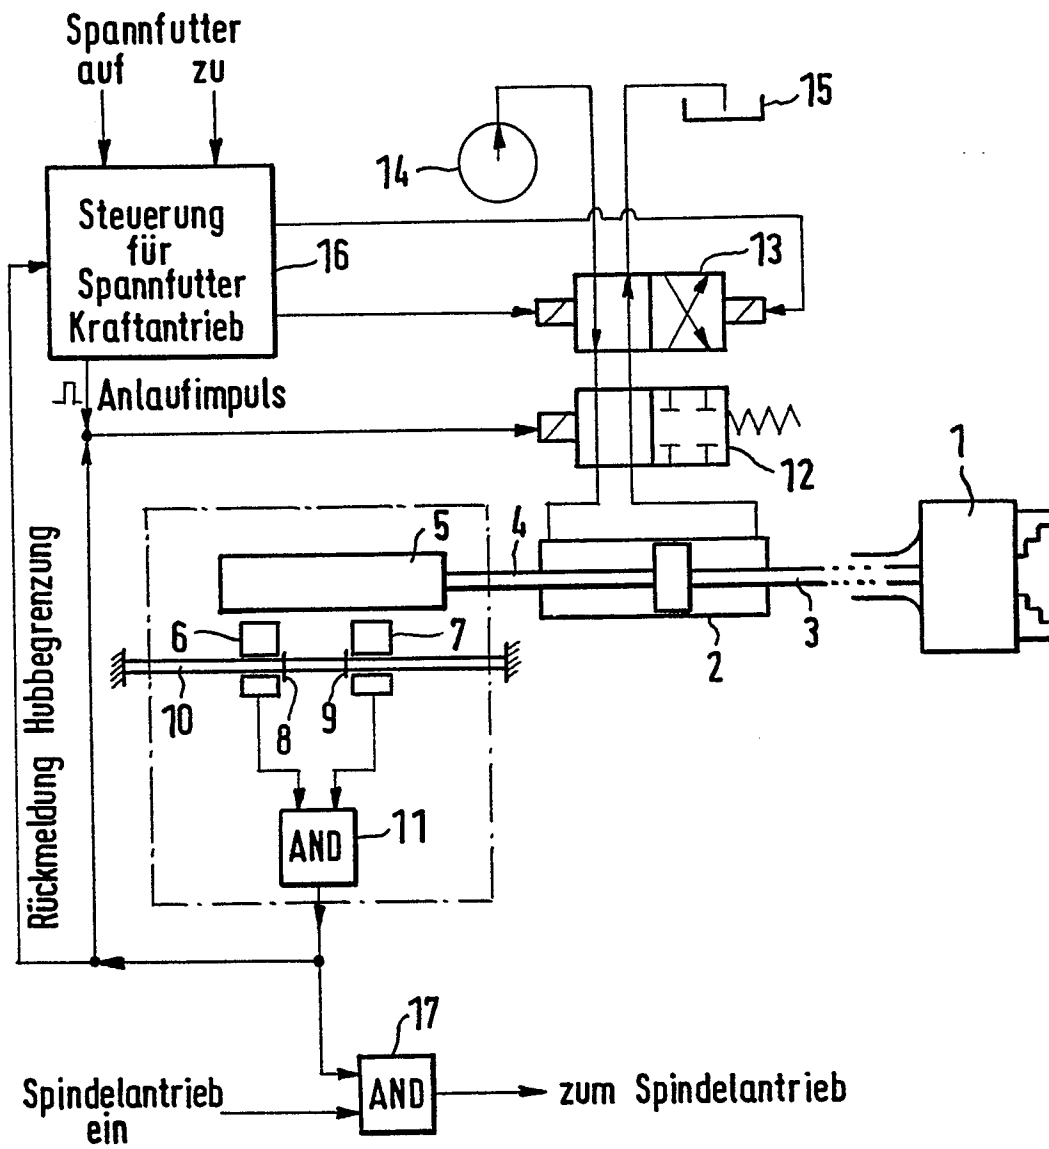 Spannfutter
auf zu
15
14
Steuerung
für
Spannfutter
Kraftantrieb
16
13
Anlaufimpuls
12
1
5
4
6
7
3
2
10
8
9
Rückmeldung Hubbegrenzung
AND
11
17
AND
Spindelantrieb
ein
zum Spindelantrieb